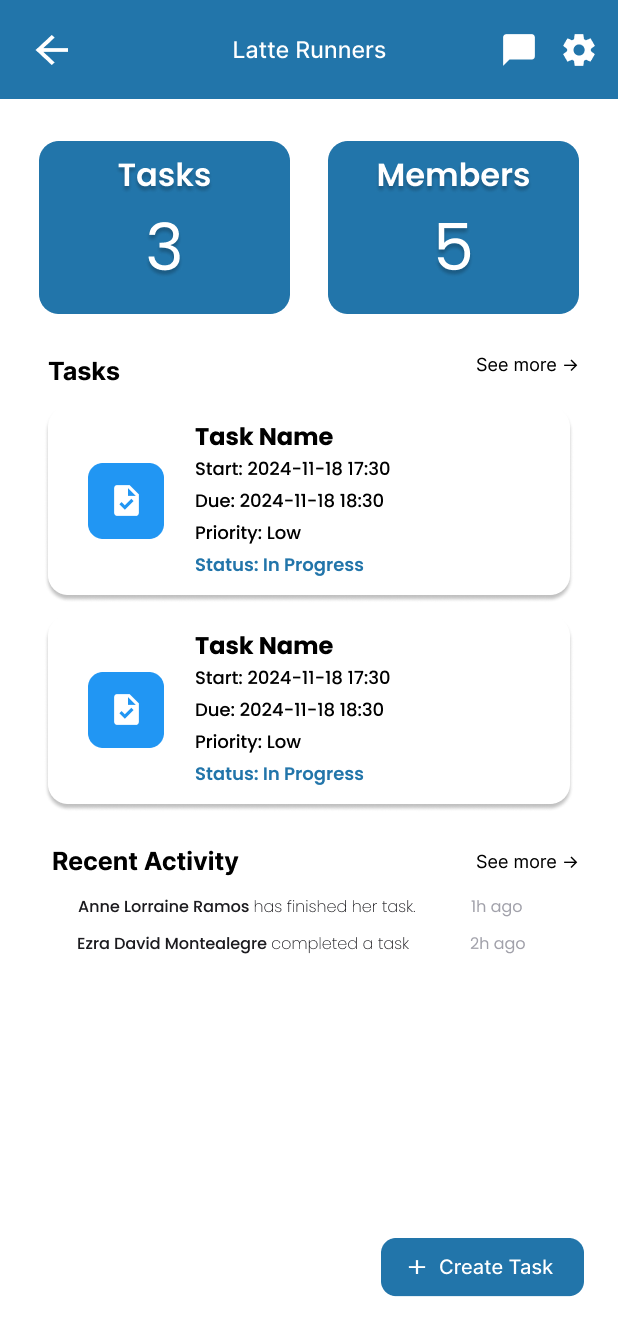 Latte Runners
Tasks
3
Members
5
Tasks
See more →
Task Name
Start: 2024-11-18 17:30
Due: 2024-11-18 18:30
Priority: Low
Status: In Progress
Task Name
Start: 2024-11-18 17:30
Due: 2024-11-18 18:30
Priority: Low
Status: In Progress
Recent Activity
See more →
Anne Lorraine Ramos has finished her task. 1h ago
Ezra David Montealegre completed a task 2h ago
+ Create Task